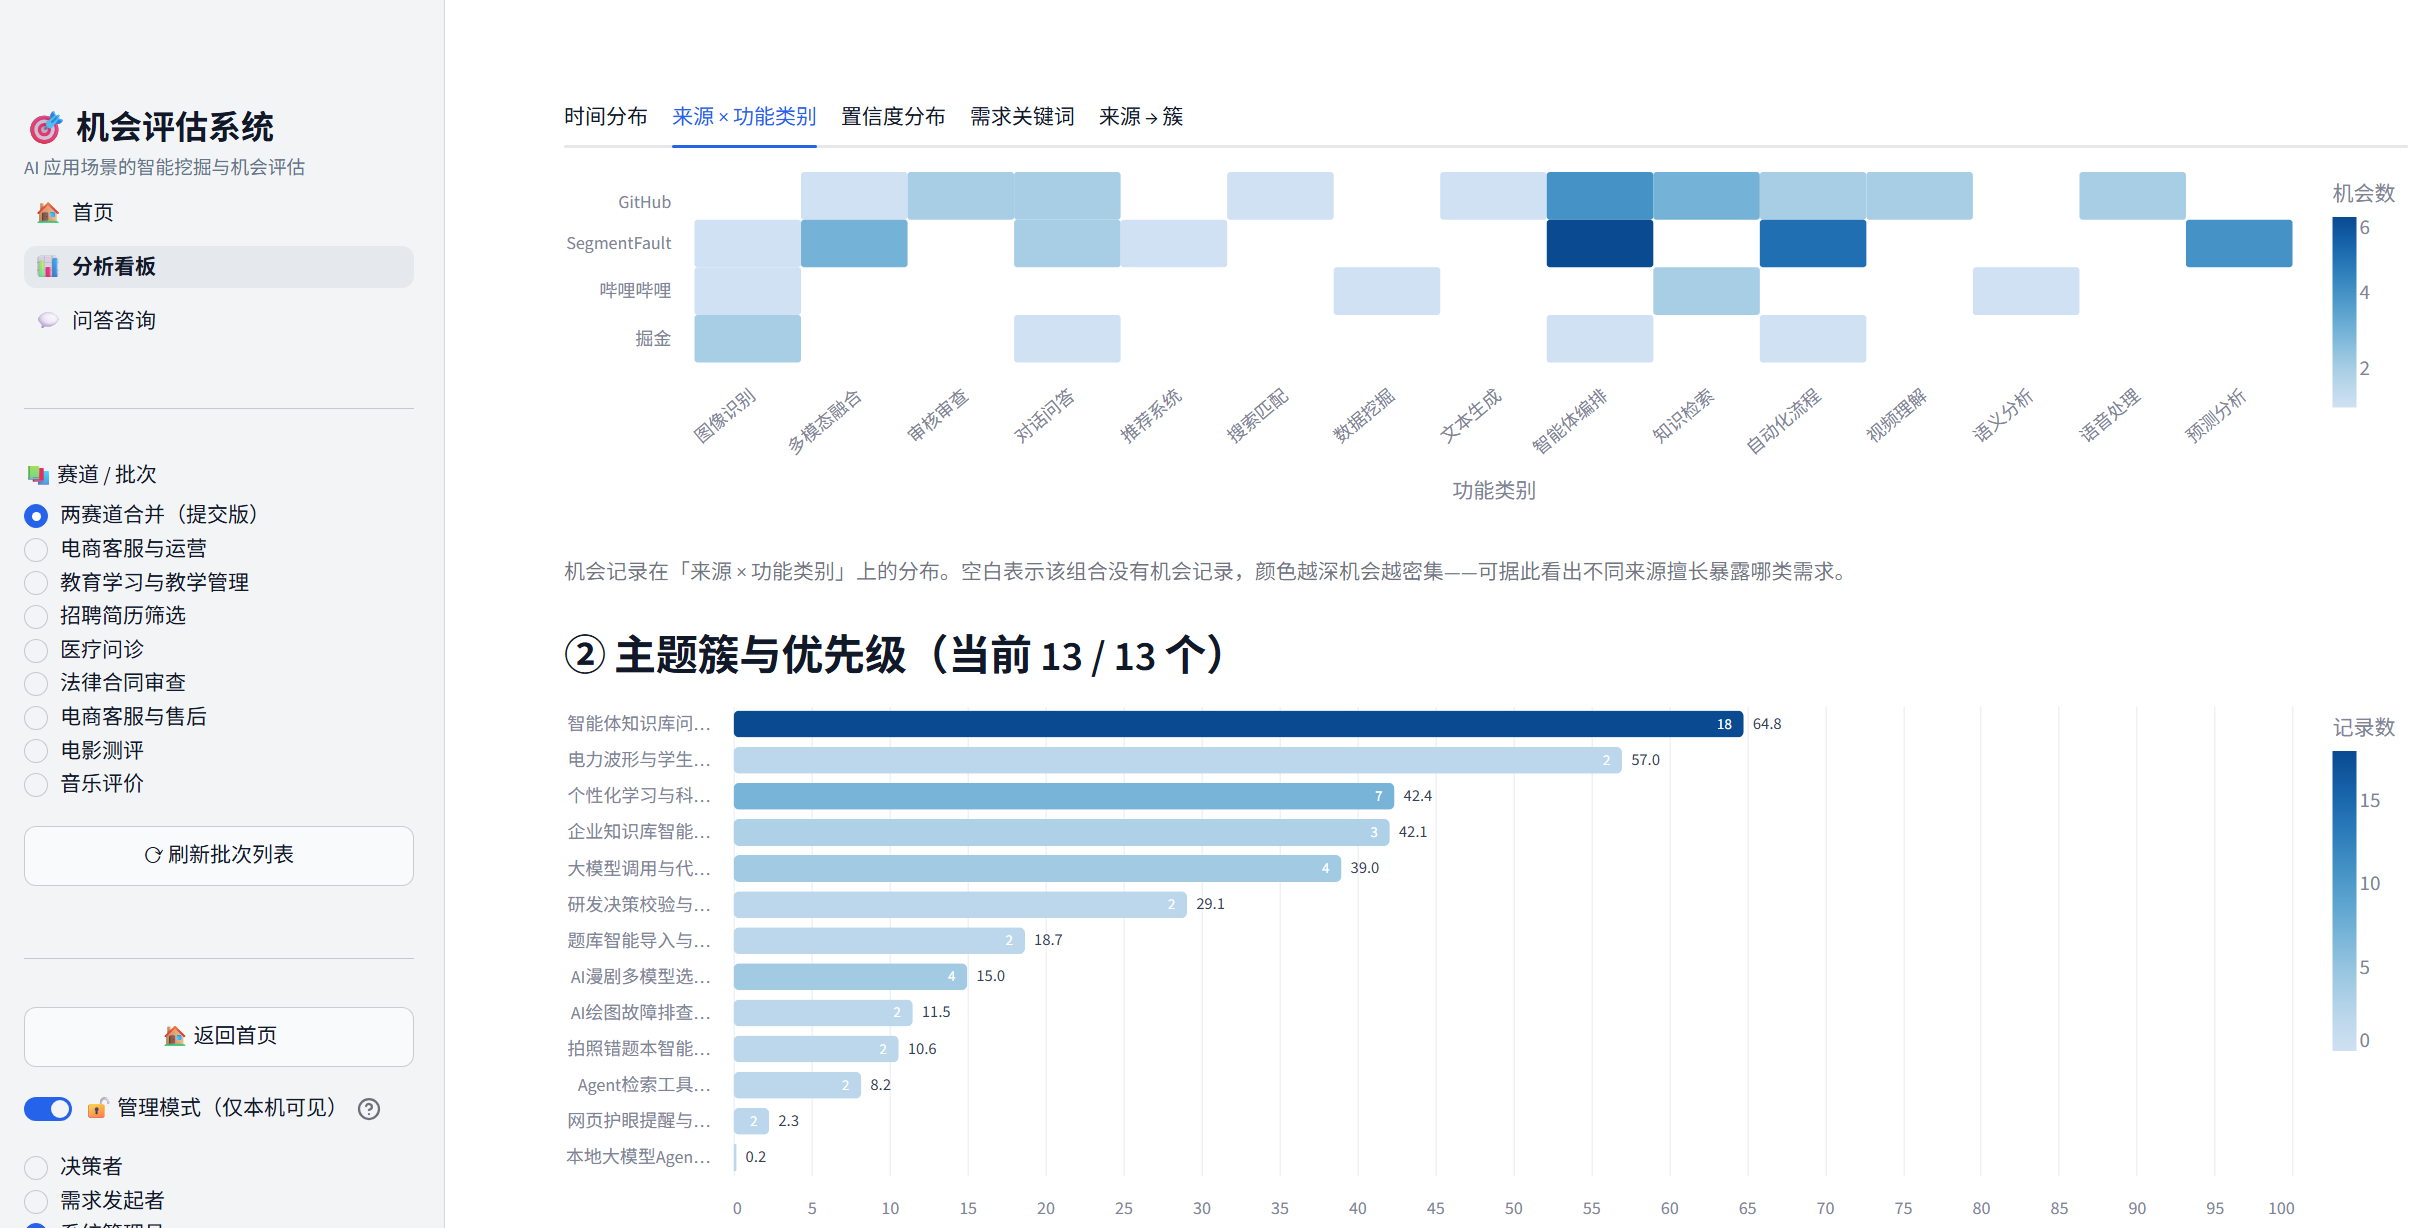 机会评估系统
AI 应用场景的智能挖掘与机会评估
首页
分析看板
问答咨询
赛道 / 批次
两赛道合并（提交版）
电商客服与运营
教育学习与教学管理
招聘简历筛选
医疗问诊
法律合同审查
电商客服与售后
电影测评
音乐评价
刷新批次列表
返回首页
管理模式（仅本机可见）
决策者
需求发起者
系统管理员
时间分布 来源 × 功能类别 置信度分布 需求关键词 来源 → 簇
GitHub
SegmentFault
哔哩哔哩
掘金
图像识别 多模态融合 审核审查 对话问答 推荐系统 搜索匹配 数据挖掘 文本生成 智能体编排 知识检索 自动化流程 视频理解 语义分析 语音处理 预测分析
功能类别
机会数
6
4
2
机会记录在「来源 × 功能类别」上的分布。空白表示该组合没有机会记录，颜色越深机会越密集——可据此看出不同来源擅长暴露哪类需求。
② 主题簇与优先级（当前 13 / 13 个）
智能体知识库问… 18 64.8
电力波形与学生… 2 57.0
个性化学习与科… 7 42.4
企业知识库智能… 3 42.1
大模型调用与代… 4 39.0
研发决策校验与… 2 29.1
题库智能导入与… 2 18.7
AI漫剧多模型选… 4 15.0
AI绘图故障排查… 2 11.5
拍照错题本智能… 2 10.6
Agent检索工具… 2 8.2
网页护眼提醒与… 2 2.3
本地大模型Agen… 0.2
0 5 10 15 20 25 30 35 40 45 50 55 60 65 70 75 80 85 90 95 100
记录数
15
10
5
0